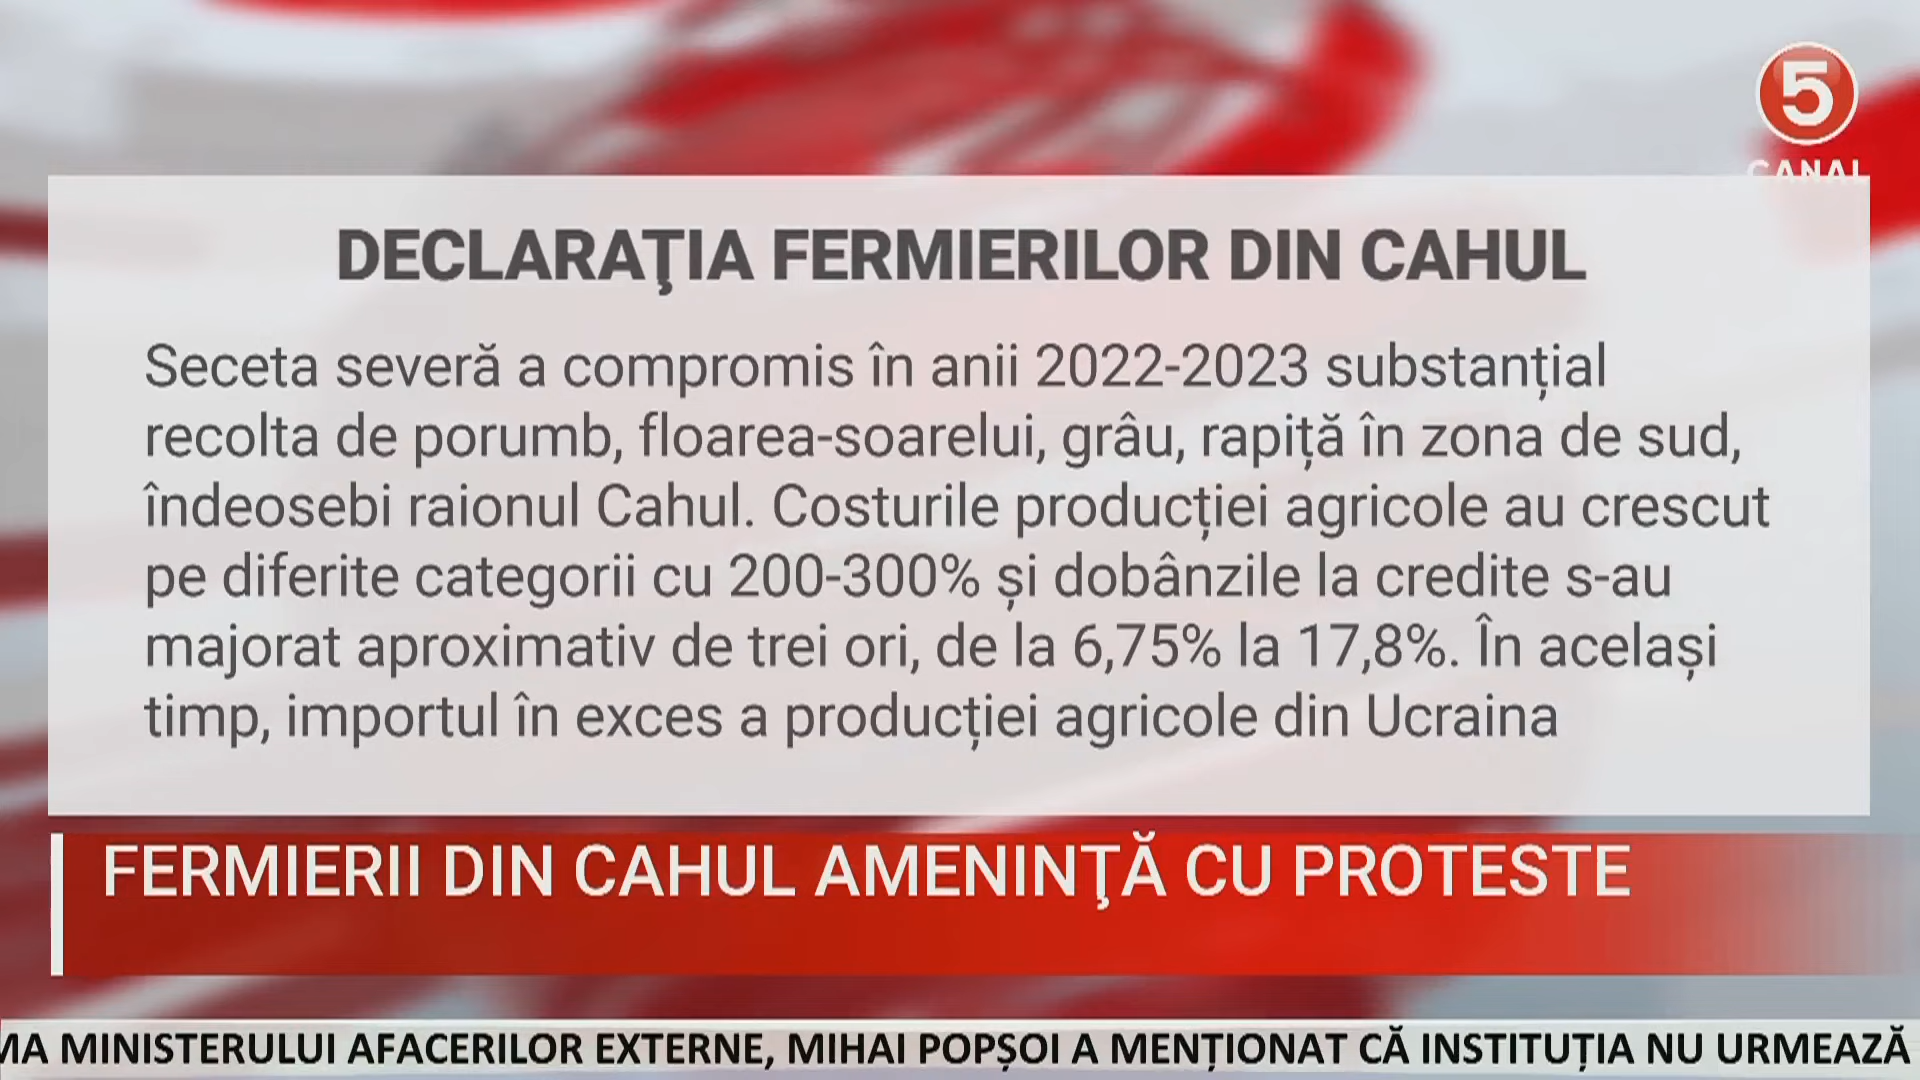 5
CANAL
DECLARAŢIA FERMIERILOR DIN CAHUL
Seceta severă a compromis în anii 2022-2023 substanțial
recolta de porumb, floarea-soarelui, grâu, rapiță în zona de sud,
îndeosebi raionul Cahul. Costurile producției agricole au crescut
pe diferite categorii cu 200-300% și dobânzile la credite s-au
majorat aproximativ de trei ori, de la 6,75% la 17,8%. În același
timp, importul în exces a producției agricole din Ucraina
FERMIERII DIN CAHUL AMENINŢĂ CU PROTESTE
MA MINISTERULUI AFACERILOR EXTERNE, MIHAI POPȘOI A MENȚIONAT CĂ INSTITUȚIA NU URMEAZĂ